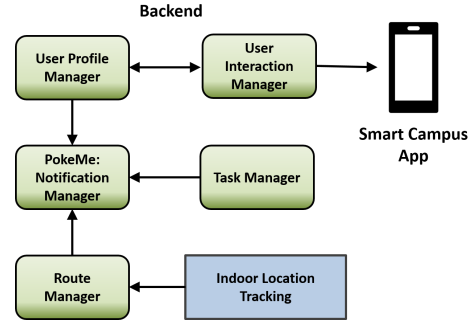 Backend
User Profile
Manager
User
Interaction
Manager
Smart Campus
App
PokeMe:
Notification
Manager
Task Manager
Route
Manager
Indoor Location
Tracking